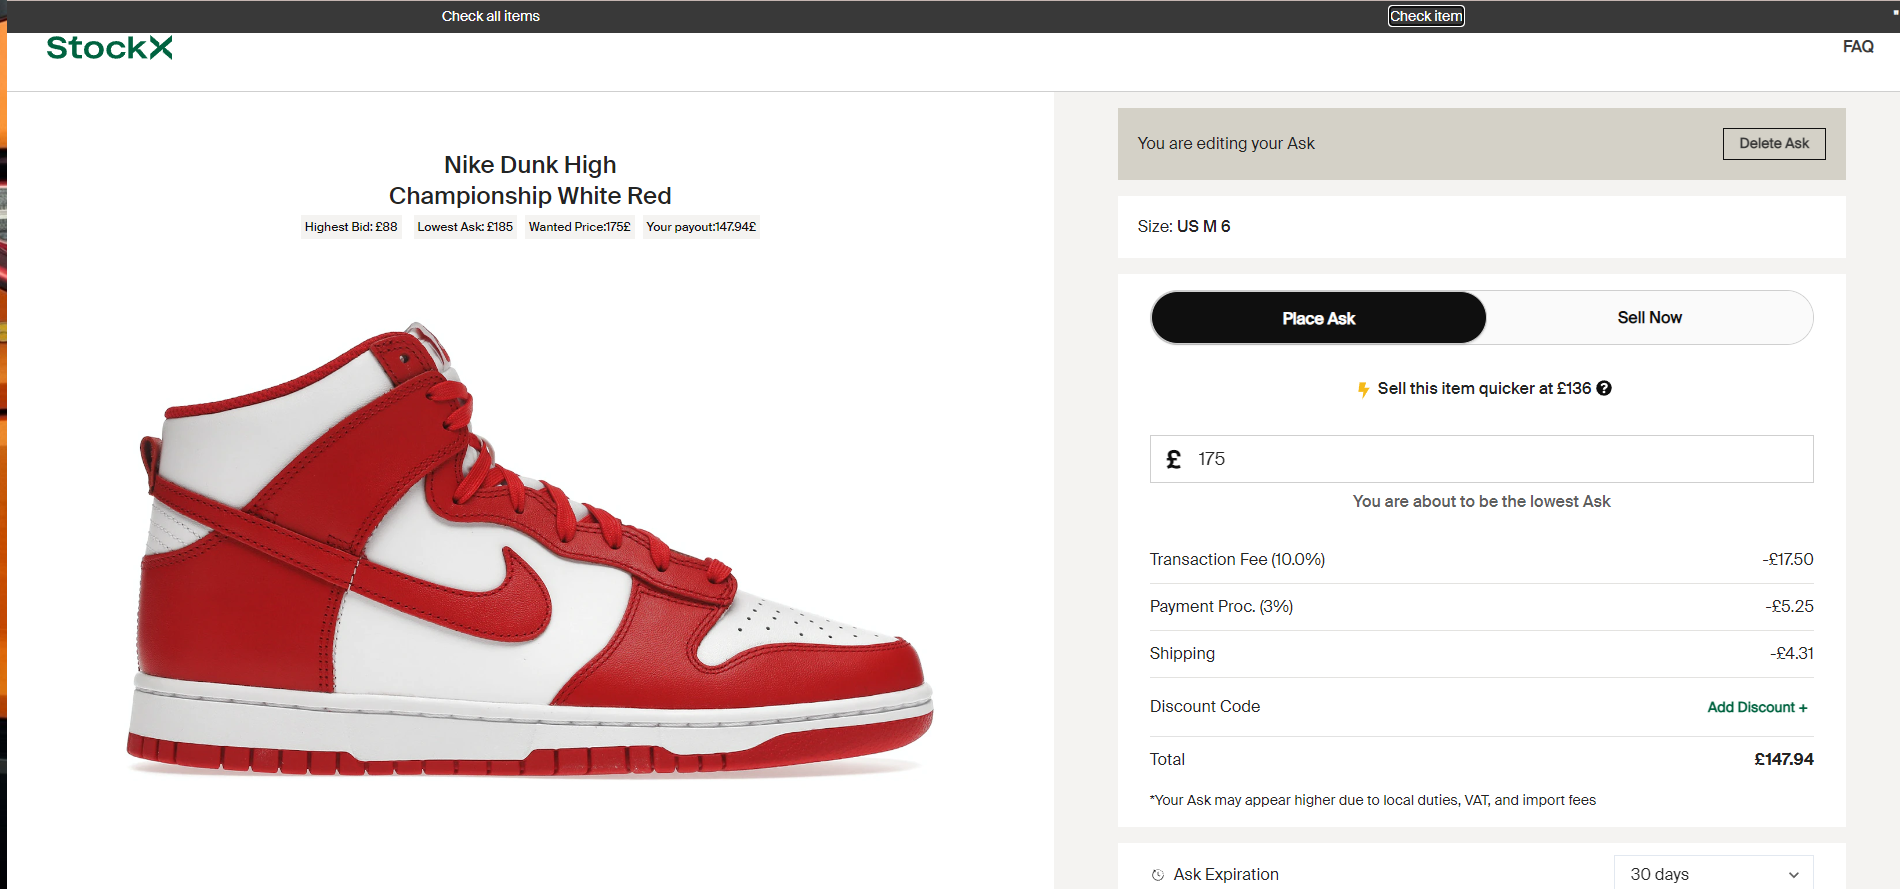 Check all items
Check item
StockX
FAQ
Nike Dunk High
Championship White Red
Highest Bid: £88 Lowest Ask: £185 Wanted Price:175£ Your payout:147.94£
You are editing your Ask
Delete Ask
Size: US M 6
Place Ask
Sell Now
Sell this item quicker at £136 ?
£ 175
You are about to be the lowest Ask
Transaction Fee (10.0%) -£17.50
Payment Proc. (3%) -£5.25
Shipping -£4.31
Discount Code Add Discount +
Total £147.94
*Your Ask may appear higher due to local duties, VAT, and import fees
Ask Expiration 30 days